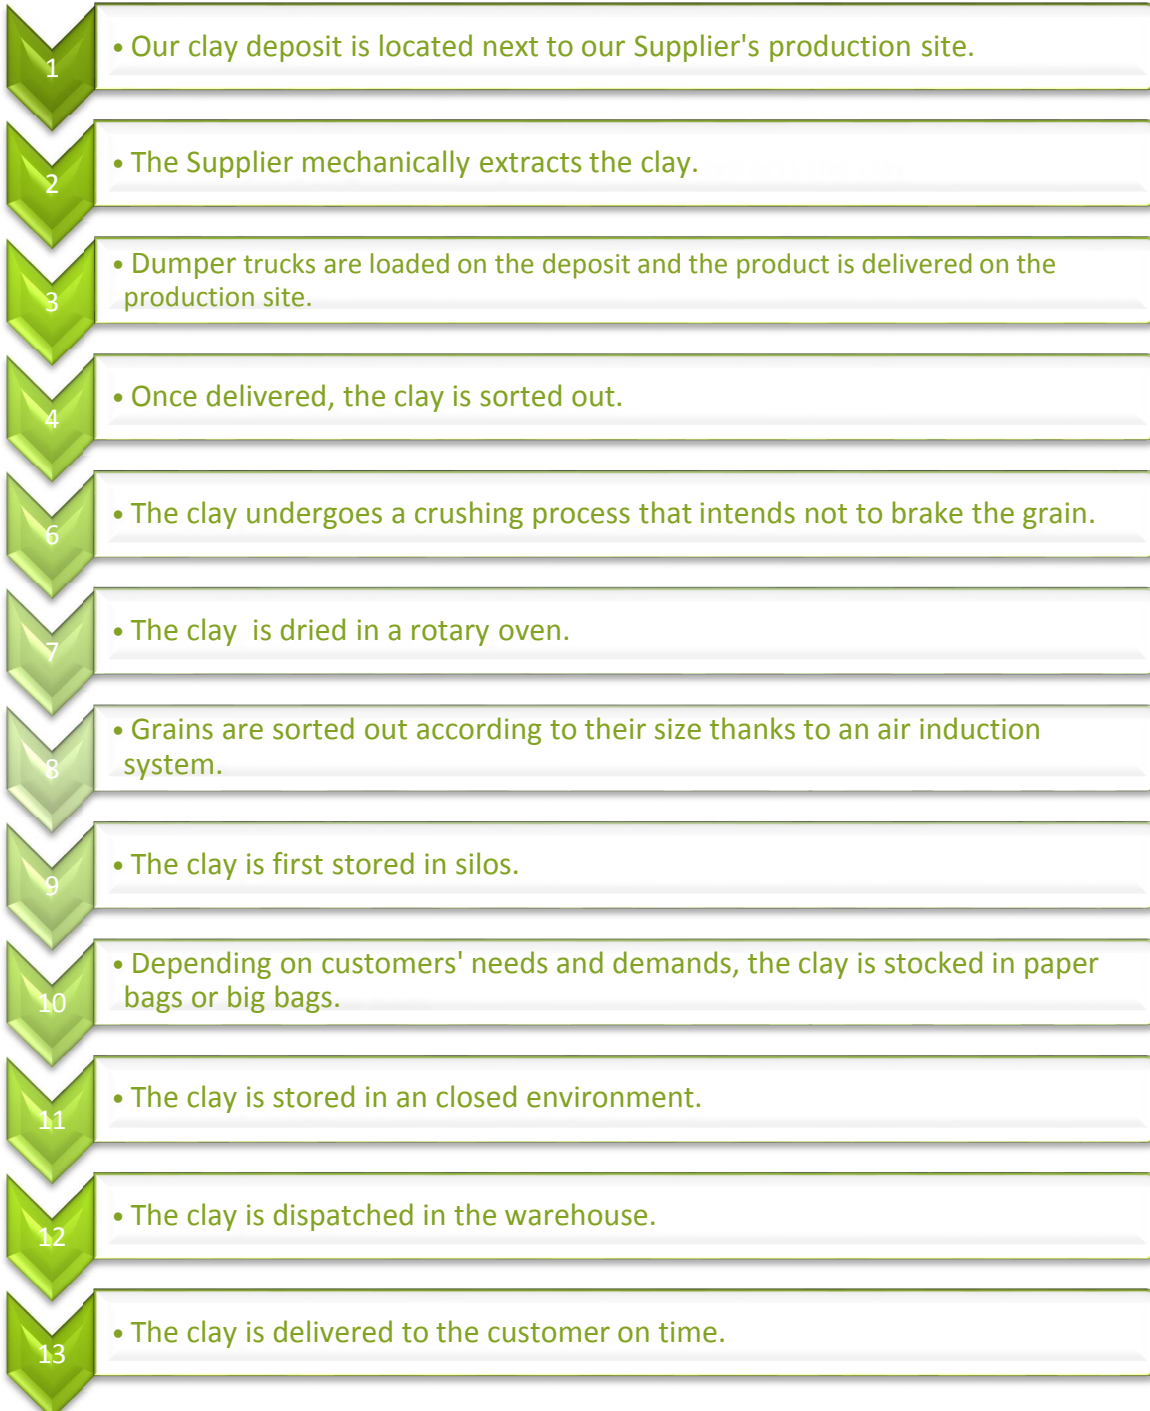 1
• Our clay deposit is located next to our Supplier's production site.
2
• The Supplier mechanically extracts the clay.
3
• Dumper trucks are loaded on the deposit and the product is delivered on the
production site.
4
• Once delivered, the clay is sorted out.
6
• The clay undergoes a crushing process that intends not to brake the grain.
7
• The clay  is dried in a rotary oven.
8
• Grains are sorted out according to their size thanks to an air induction
system.
9
• The clay is first stored in silos.
10
• Depending on customers' needs and demands, the clay is stocked in paper
bags or big bags.
11
• The clay is stored in an closed environment.
12
• The clay is dispatched in the warehouse.
13
• The clay is delivered to the customer on time.